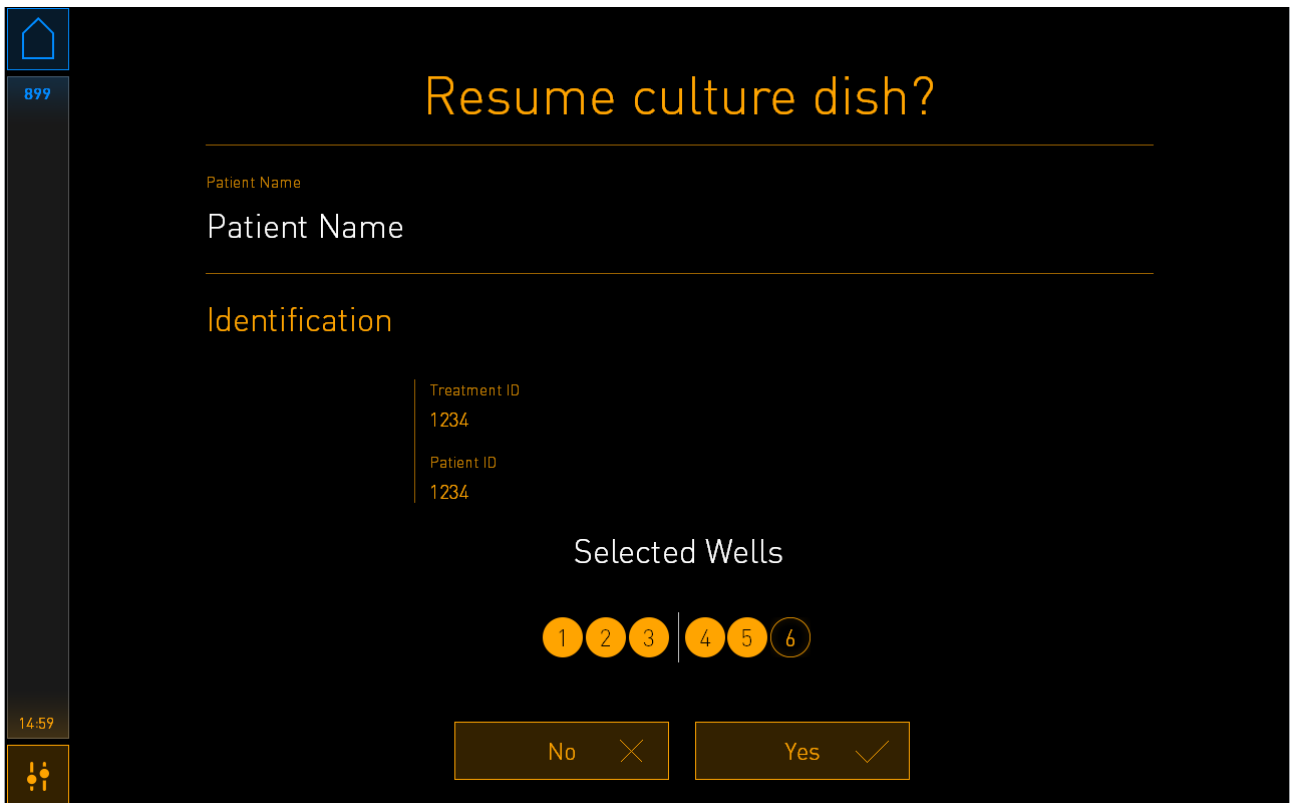 899
Resume culture dish?
Patient Name
Patient Name
Identification
Treatment ID
1234
Patient ID
1234
Selected Wells
1 2 3 4 5 6
14:59
No Yes